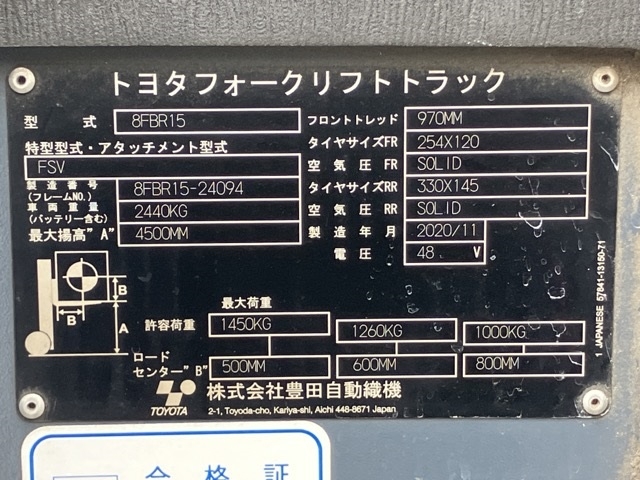 トヨタフォークリフトトラック
型 式 8FBR15 フロントトレッド 970MM
特型型式・アタッチメント型式 タイヤサイズFR 254X120
FSV 空気圧FR SOLID
製造番号 (フレームNO.) 8FBR15-24094 タイヤサイズRR 330X145
車両重量 (バッテリー含む) 2440KG 空気圧RR SOLID
最大揚高"A" 4500MM 製造年月 2020/11
電圧 48 V
B
B A
最大荷重
許容荷重 1450KG 1260KG 1000KG
ロード
センター"B" 500MM 600MM 800MM
株式会社豊田自動織機
TOYOTA 2-1, Toyoda-cho, Kariya-shi, Aichi 448-8671 Japan
1 JAPANESE 57841-13150-71
合格証